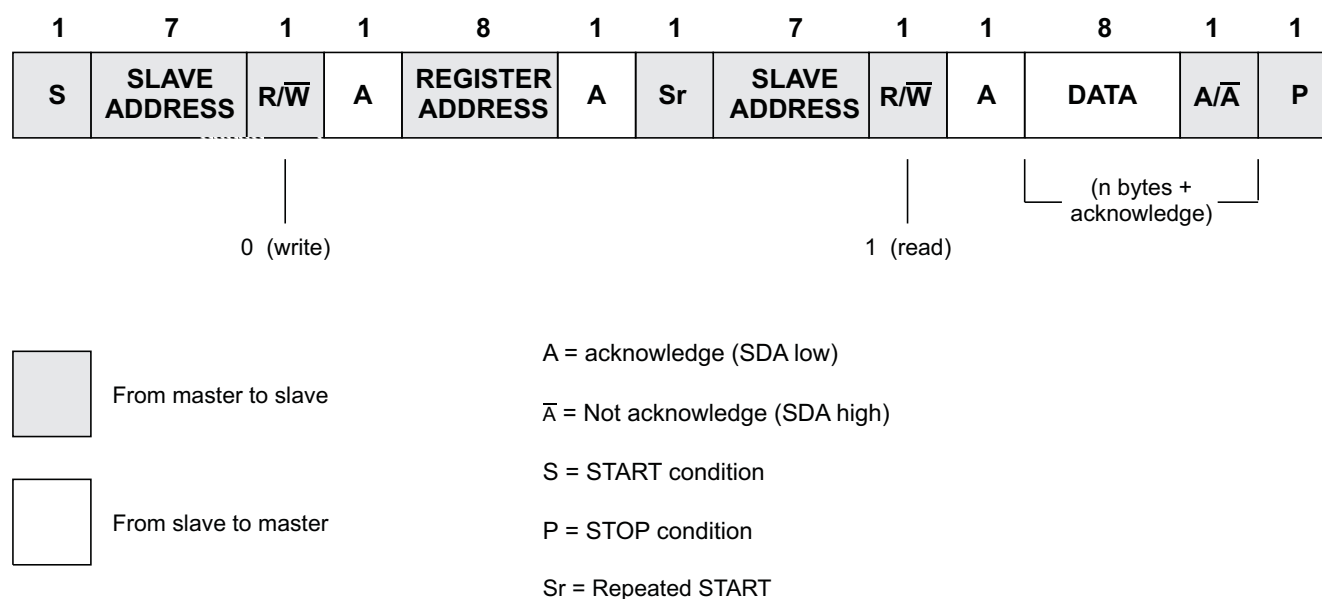 1 7 1 1 8 1 1 7 1 1 8 1 1
S SLAVE ADDRESS R/W̅ A REGISTER ADDRESS A Sr SLAVE ADDRESS R/W̅ A DATA A/A̅ P
0 (write)
1 (read)
(n bytes +
acknowledge)
From master to slave
From slave to master
A = acknowledge (SDA low)
A̅ = Not acknowledge (SDA high)
S = START condition
P = STOP condition
Sr = Repeated START